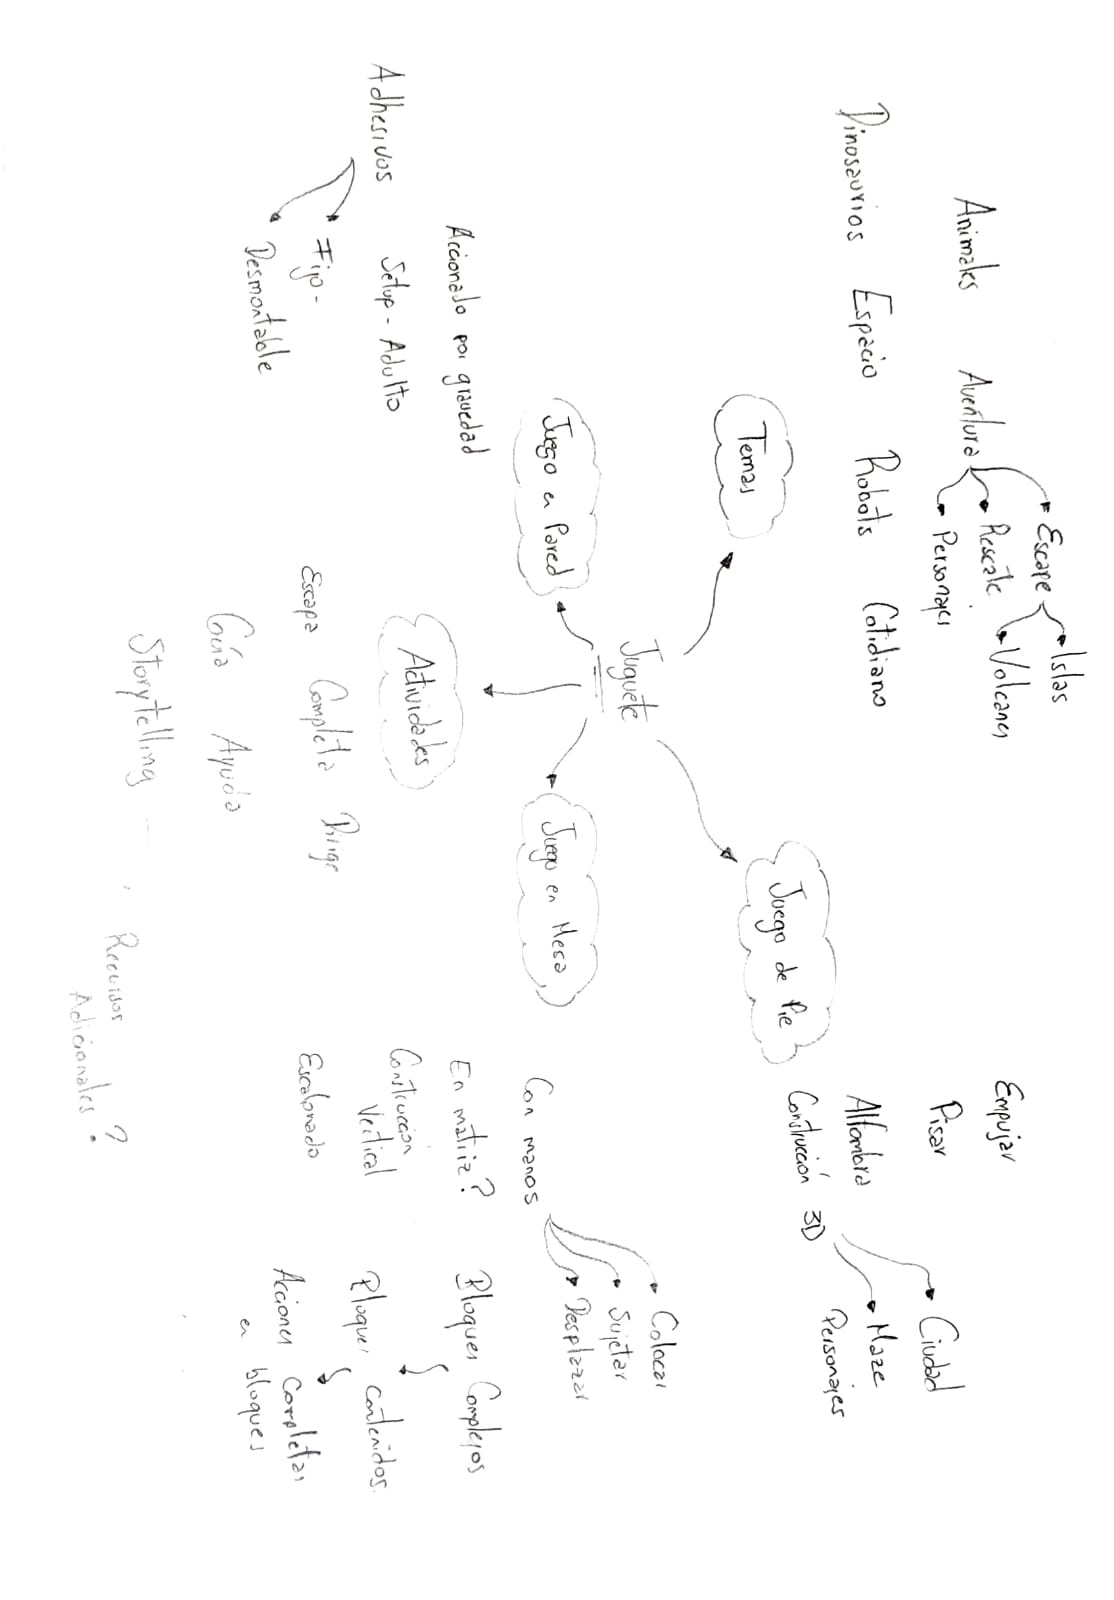 Animales
Aventura
Escape
Rescate
Personajes
Islas
Volcanes
Dinosaurios
Espacio
Robots
Cotidiano
Temas
Empujar
Pisar
Alfombra
Construcción 3D
Ciudad
Maze
Personajes
Juego de Pie
Juguete
Juego en Pared
Accionado por gravedad
Setup - Adulto
Adhesivos
Fijo -
Desmontable
Actividades
Escapa
Completa
Dirige
Guía
Ayuda
Storytelling
Recursos
Adicionales?
Juego en Mesa
Con manos
Colocar
Sujetar
Desplazar
En matriz?
Construcción
Vertical
Escalonado
Bloques Complejos
Bloques contenidos.
Acciones Completas
en bloques